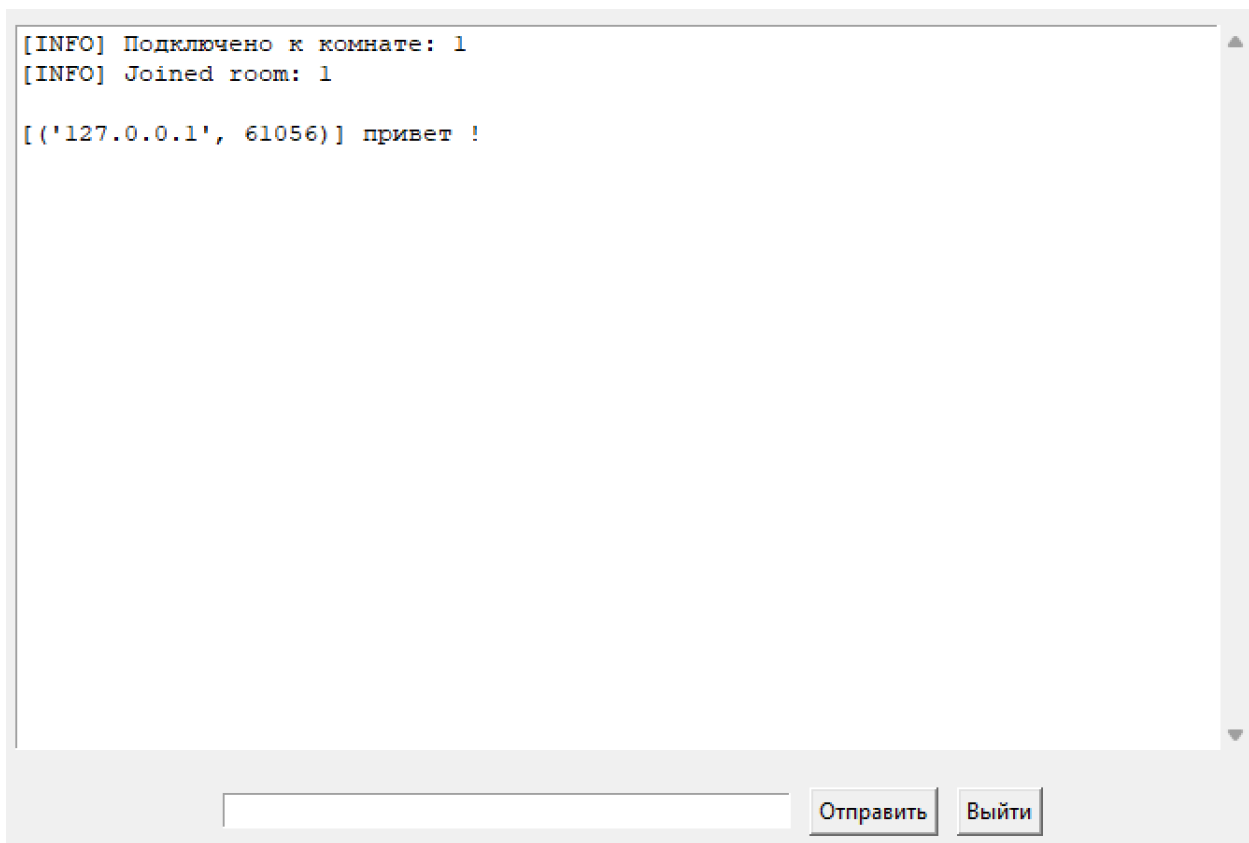 [INFO] Подключено к комнате: 1
[INFO] Joined room: 1
[('127.0.0.1', 61056)] привет !
Отправить Выйти